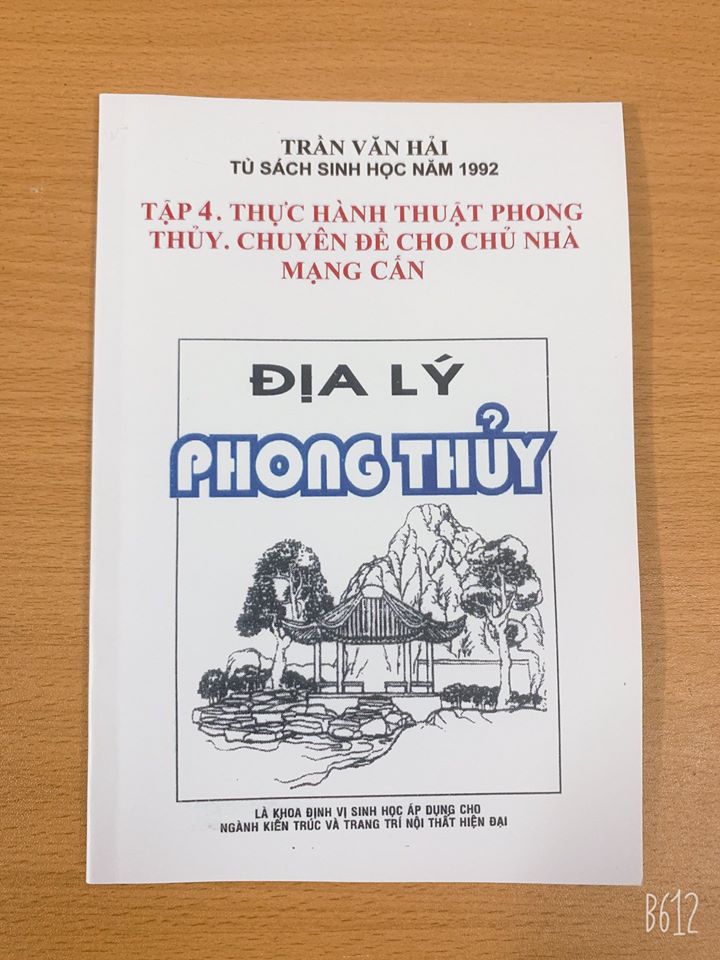 TRẦN VĂN HẢI
TỦ SÁCH SINH HỌC NĂM 1992
TẬP 4. THỰC HÀNH THUẬT PHONG
THỦY. CHUYÊN ĐỀ CHO CHỦ NHÀ
MẠNG CẤN
ĐỊA LÝ
PHONG THỦY
LÀ KHOA ĐỊNH VỊ SINH HỌC ÁP DỤNG CHO
NGÀNH KIẾN TRÚC VÀ TRANG TRÍ NỘI THẤT HIỆN ĐẠI
B612